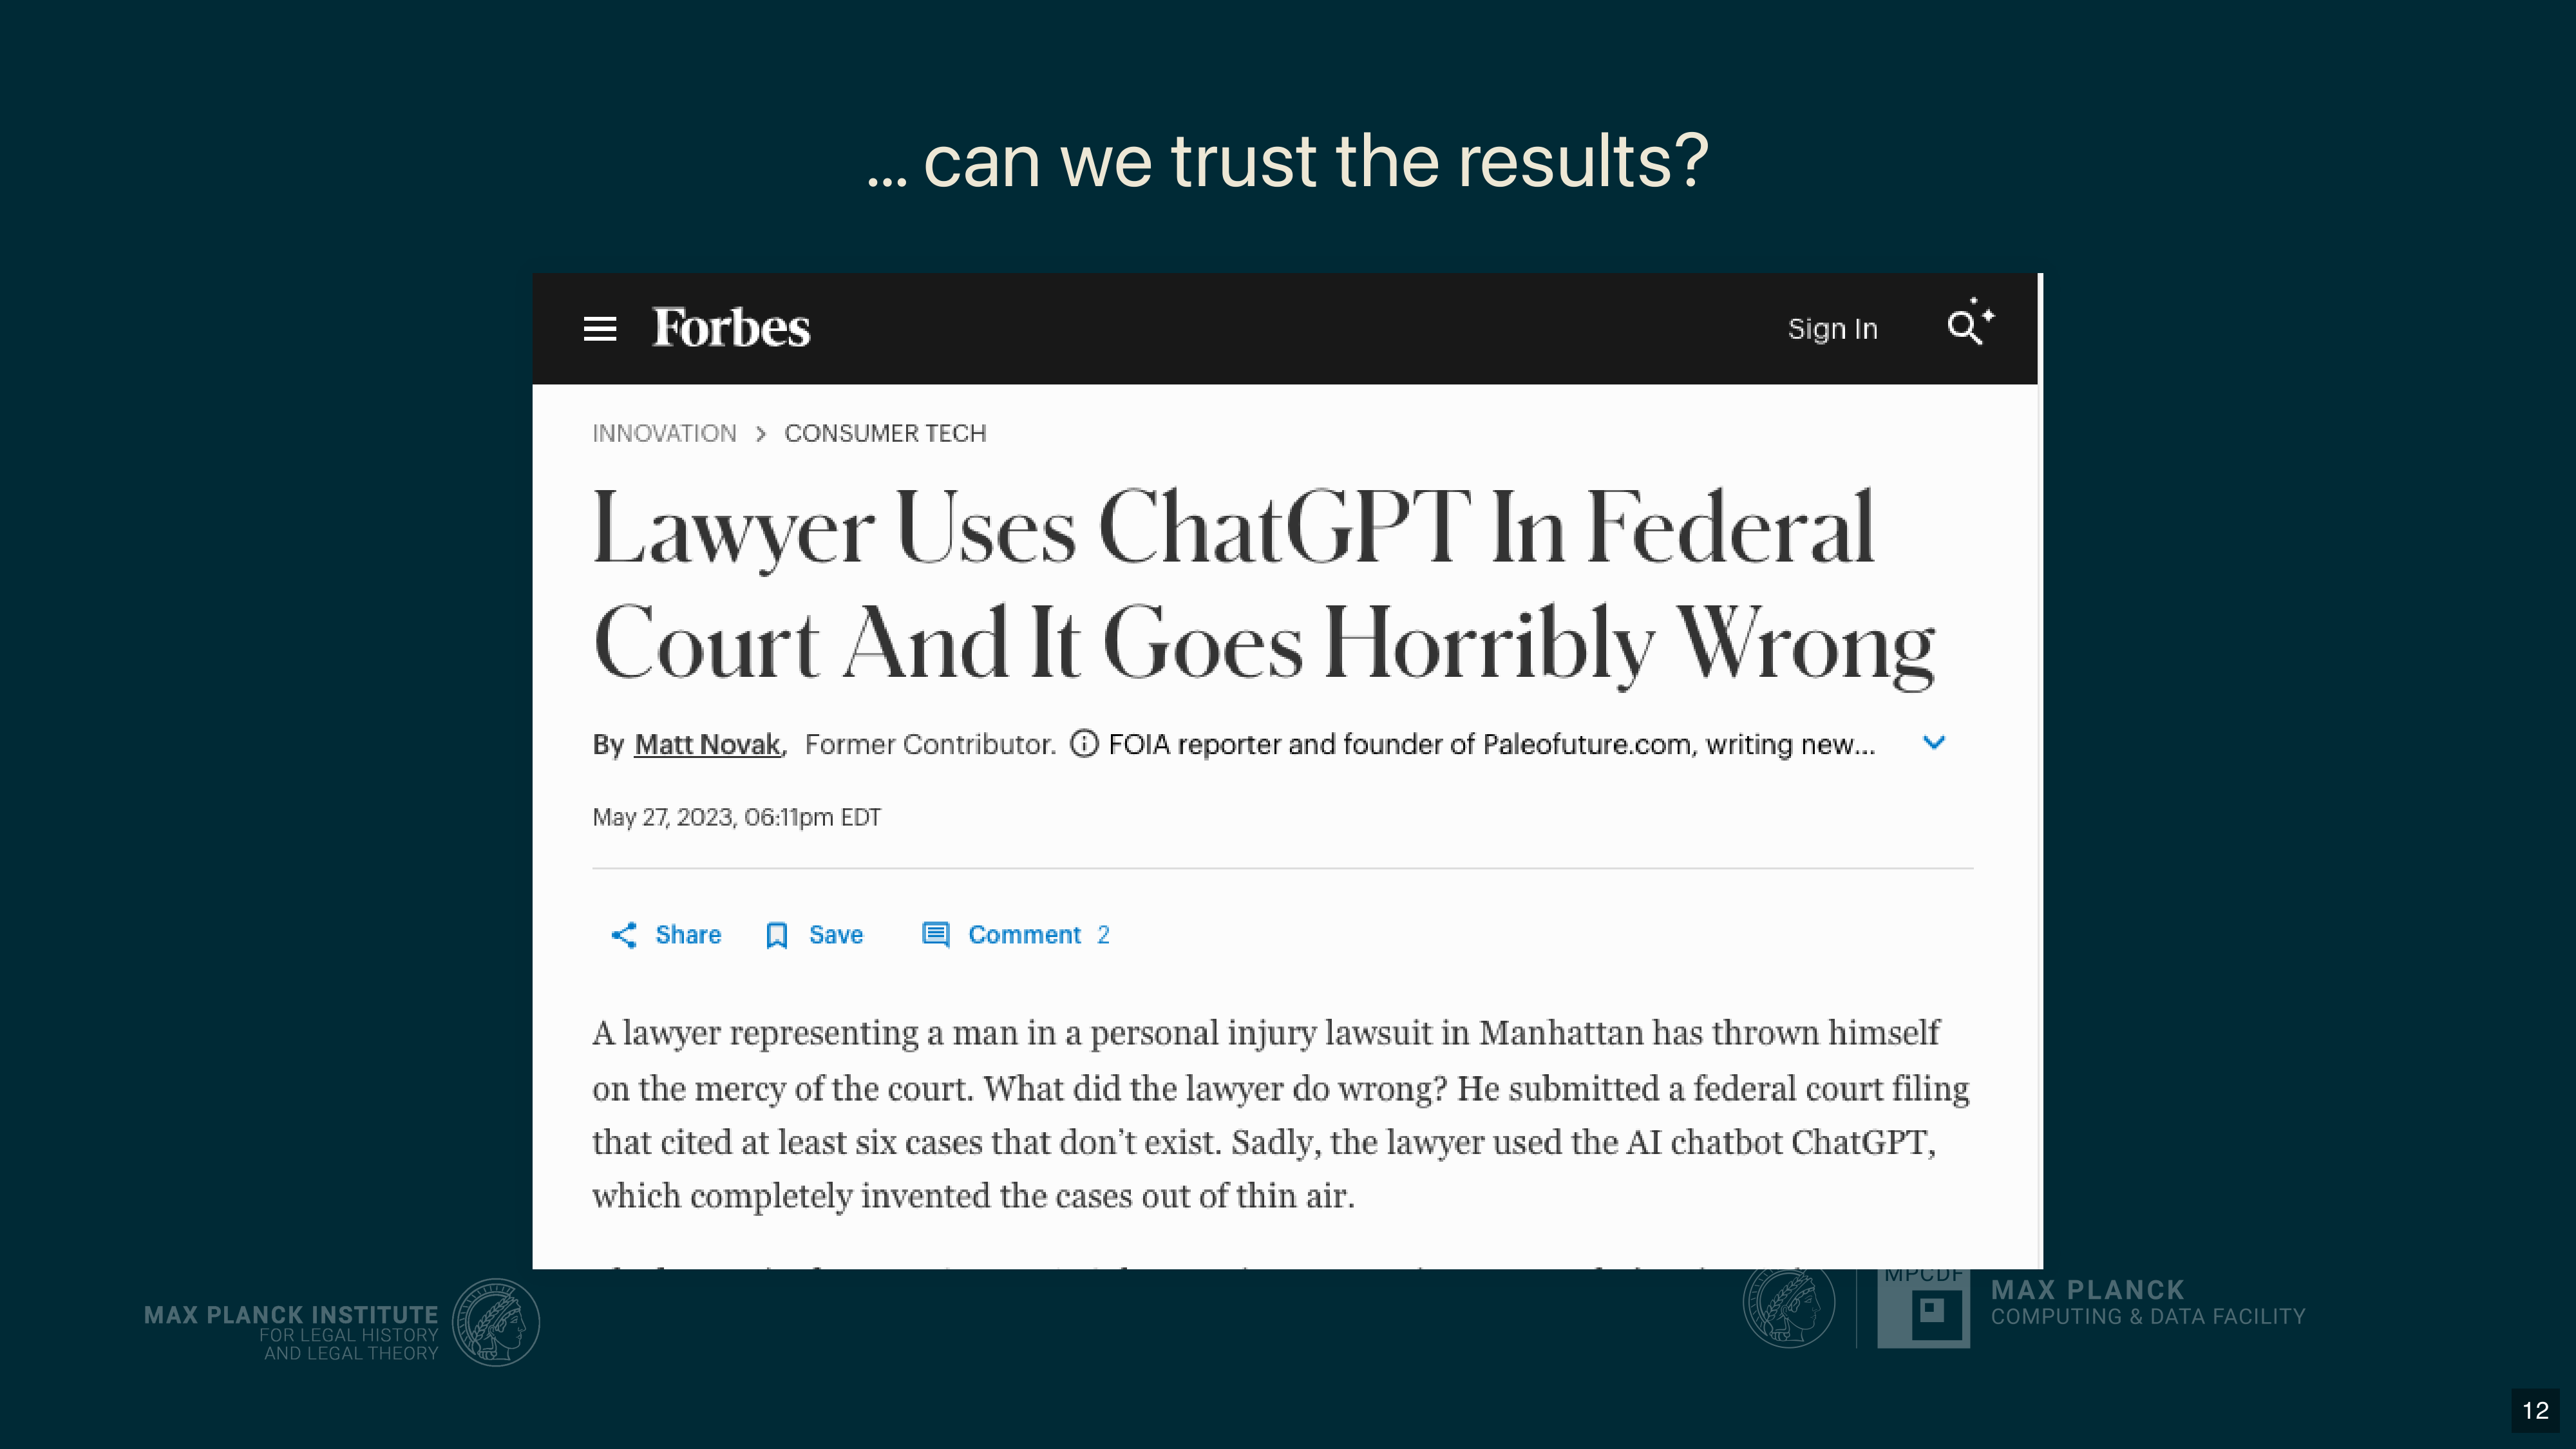 ... can we trust the results?
Forbes
Sign In
INNOVATION > CONSUMER TECH
Lawyer Uses ChatGPT In Federal
Court And It Goes Horribly Wrong
By Matt Novak, Former Contributor. ⓘ FOIA reporter and founder of Paleofuture.com, writing new...
May 27, 2023, 06:11pm EDT
Share Save Comment 2
A lawyer representing a man in a personal injury lawsuit in Manhattan has thrown himself
on the mercy of the court. What did the lawyer do wrong? He submitted a federal court filing
that cited at least six cases that don’t exist. Sadly, the lawyer used the AI chatbot ChatGPT,
which completely invented the cases out of thin air.
MAX PLANCK INSTITUTE
FOR LEGAL HISTORY
AND LEGAL THEORY
MPCDF
MAX PLANCK
COMPUTING & DATA FACILITY
12